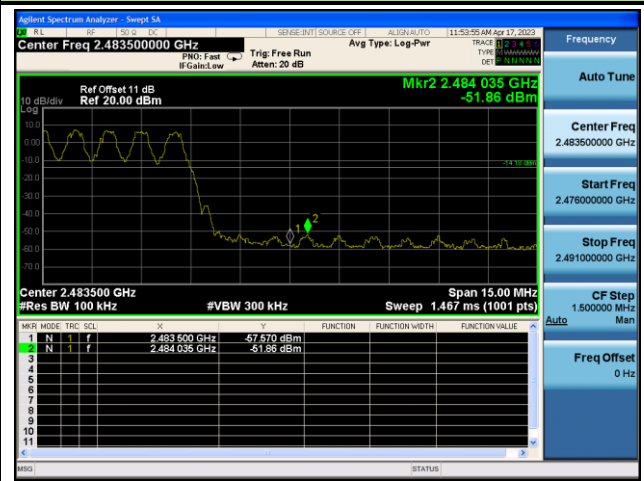 Agilent Spectrum Analyzer - Swept SA
RL RF 50 Ω DC SENSE:INT SOURCE OFF ALIGNAUTO 11:53:55 AM Apr 17, 2023
Center Freq 2.483500000 GHz
PNO: Fast
IFGain:Low
Trig: Free Run
Atten: 20 dB
Avg Type: Log-Pwr
TRACE 1 2 3 4 5 6
TYPE
DET P N N N N N
Ref Offset 11 dB
Ref 20.00 dBm
10 dB/div
Log
Mkr2 2.484 035 GHz
-51.86 dBm
10.0
0.00
-10.0
-20.0
-30.0
-40.0
-50.0
-60.0
-70.0
-14.18 dBm
1
2
Center 2.483500 GHz
#Res BW 100 kHz
#VBW 300 kHz
Span 15.00 MHz
Sweep 1.467 ms (1001 pts)
MKR MODE TRC SCL X Y FUNCTION FUNCTION WIDTH FUNCTION VALUE
1 N 1 f 2.483 500 GHz -57.570 dBm
2 N 1 f 2.484 035 GHz -51.86 dBm
3
4
5
6
7
8
9
10
11
MSG
STATUS
Frequency
Auto Tune
Center Freq
2.483500000 GHz
Start Freq
2.476000000 GHz
Stop Freq
2.491000000 GHz
CF Step
1.500000 MHz
Auto Man
Freq Offset
0 Hz